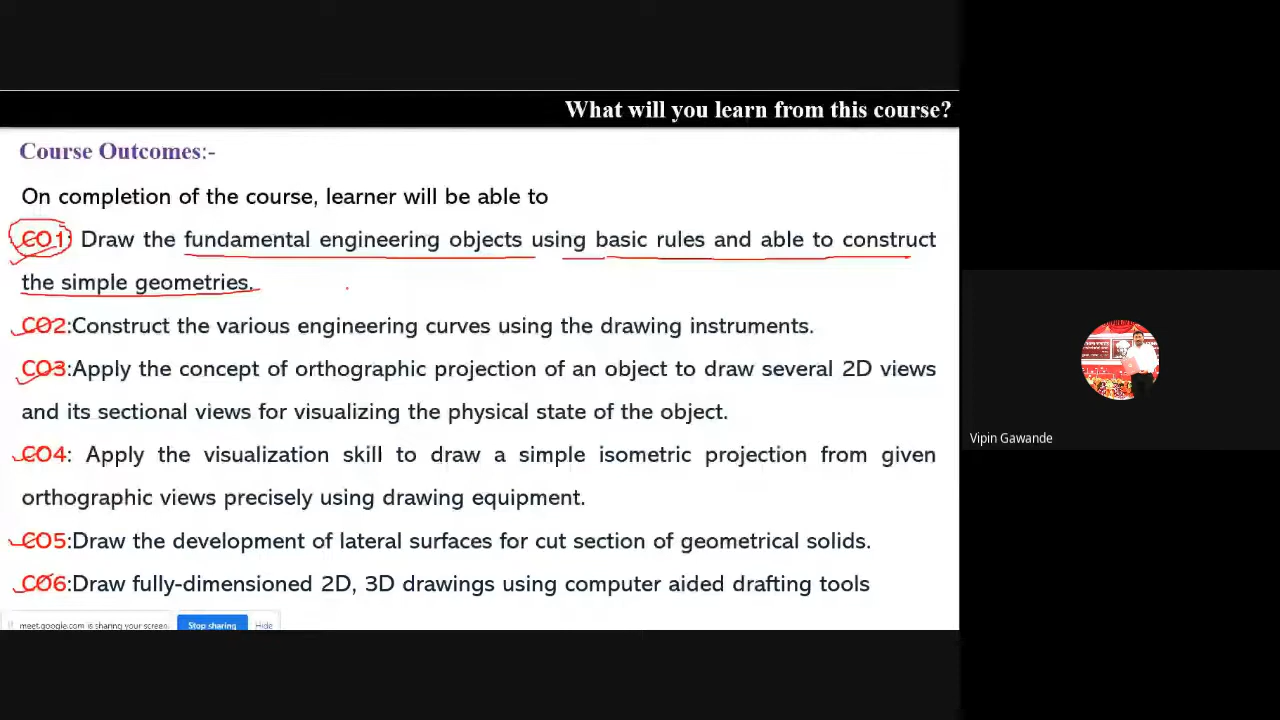 What will you learn from this course?
Course Outcomes:-
On completion of the course, learner will be able to
CO1: Draw the fundamental engineering objects using basic rules and able to construct
the simple geometries.
CO2:Construct the various engineering curves using the drawing instruments.
CO3:Apply the concept of orthographic projection of an object to draw several 2D views
and its sectional views for visualizing the physical state of the object.
CO4: Apply the visualization skill to draw a simple isometric projection from given
orthographic views precisely using drawing equipment.
CO5:Draw the development of lateral surfaces for cut section of geometrical solids.
CO6:Draw fully-dimensioned 2D, 3D drawings using computer aided drafting tools
meet.google.com is sharing your screen. Stop sharing Hide
Vipin Gawande